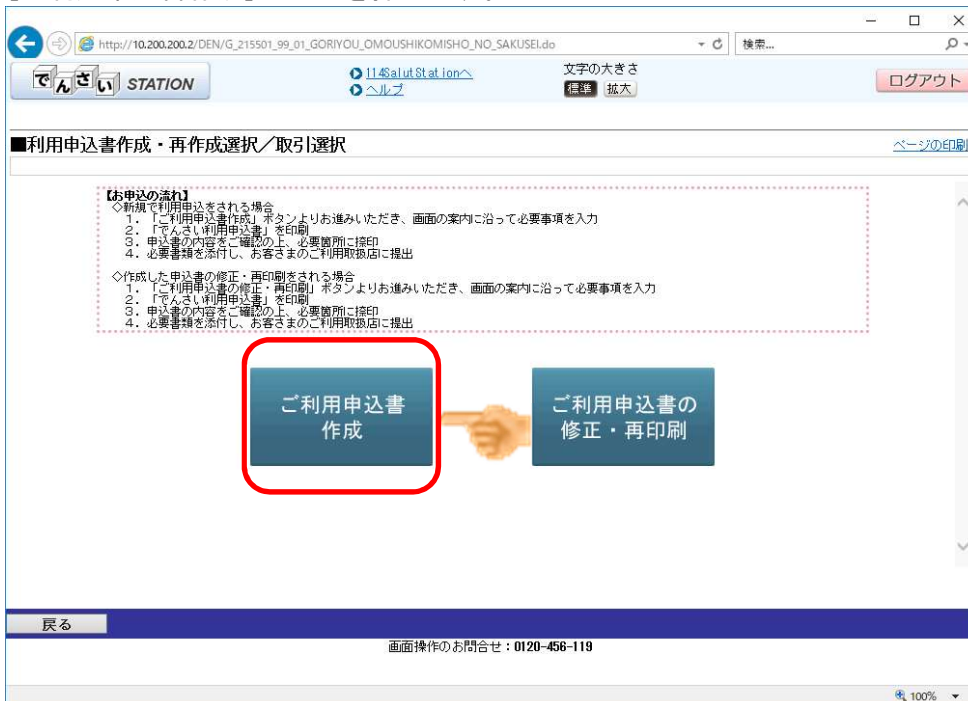 http://10.200.200.2/DEN/G_215501_99_01_GORIYOU_OMOUSHIKOMISHO_NO_SAKUSEI.do
検索...
でんさい STATION
114SalutStationへ
ヘルプ
文字の大きさ
標準 拡大
ログアウト
■利用申込書作成・再作成選択／取引選択
ページの印刷
【お申込の流れ】
◇新規で利用申込をされる場合
1. 「ご利用申込書作成」ボタンよりお進みいただき、画面の案内に沿って必要事項を入力
2. 「でんさい利用申込書」を印刷
3. 申込書の内容をご確認の上、必要箇所に捺印
4. 必要書類を添付し、お客さまのご利用取扱店に提出
◇作成した申込書の修正・再印刷をされる場合
1. 「ご利用申込書の修正・再印刷」ボタンよりお進みいただき、画面の案内に沿って必要事項を入力
2. 「でんさい利用申込書」を印刷
3. 申込書の内容をご確認の上、必要箇所に捺印
4. 必要書類を添付し、お客さまのご利用取扱店に提出
ご利用申込書
作成
ご利用申込書の
修正・再印刷
戻る
画面操作のお問合せ：0120-456-119
100%